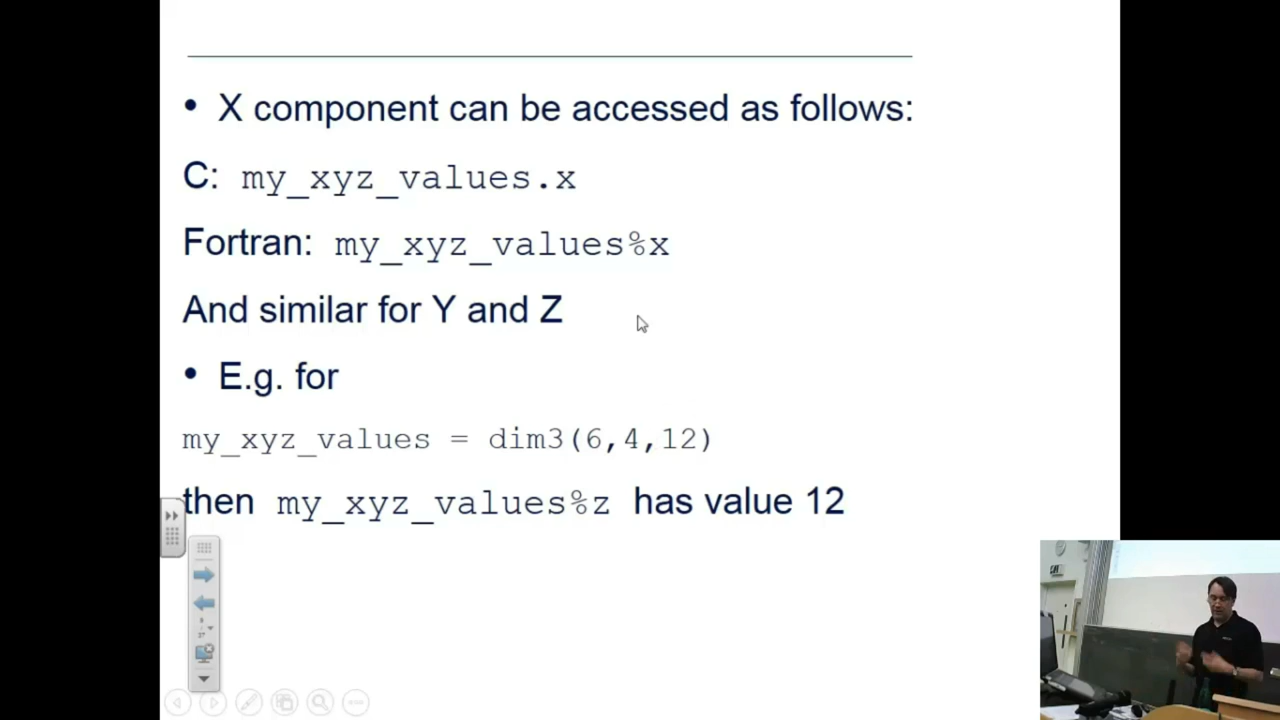 • X component can be accessed as follows:
C: my_xyz_values.x
Fortran: my_xyz_values%x
And similar for Y and Z
• E.g. for
my_xyz_values = dim3(6,4,12)
then my_xyz_values%z has value 12